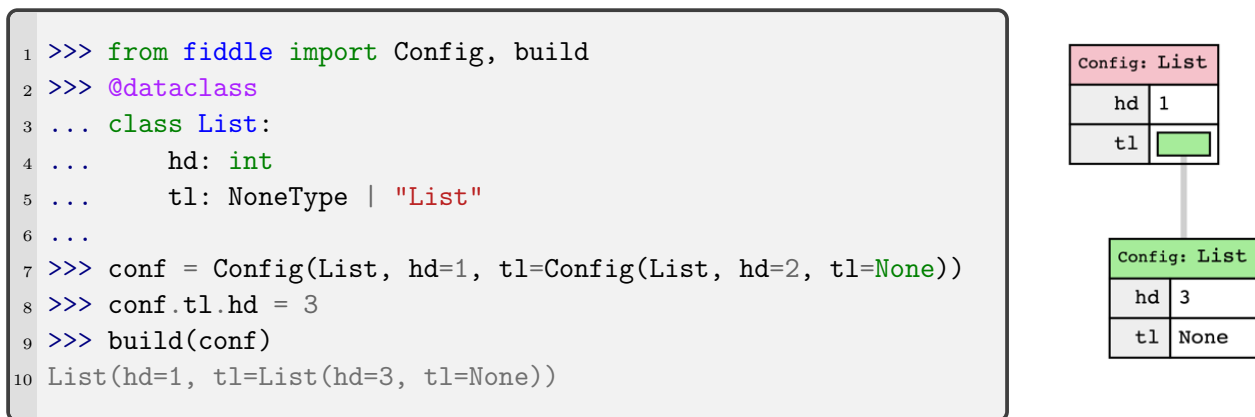 1 >>> from fiddle import Config, build
2 >>> @dataclass
3 ... class List:
4 ...     hd: int
5 ...     tl: NoneType | "List"
6 ...
7 >>> conf = Config(List, hd=1, tl=Config(List, hd=2, tl=None))
8 >>> conf.tl.hd = 3
9 >>> build(conf)
10 List(hd=1, tl=List(hd=3, tl=None))
Config: List
hd 1
tl
Config: List
hd 3
tl None